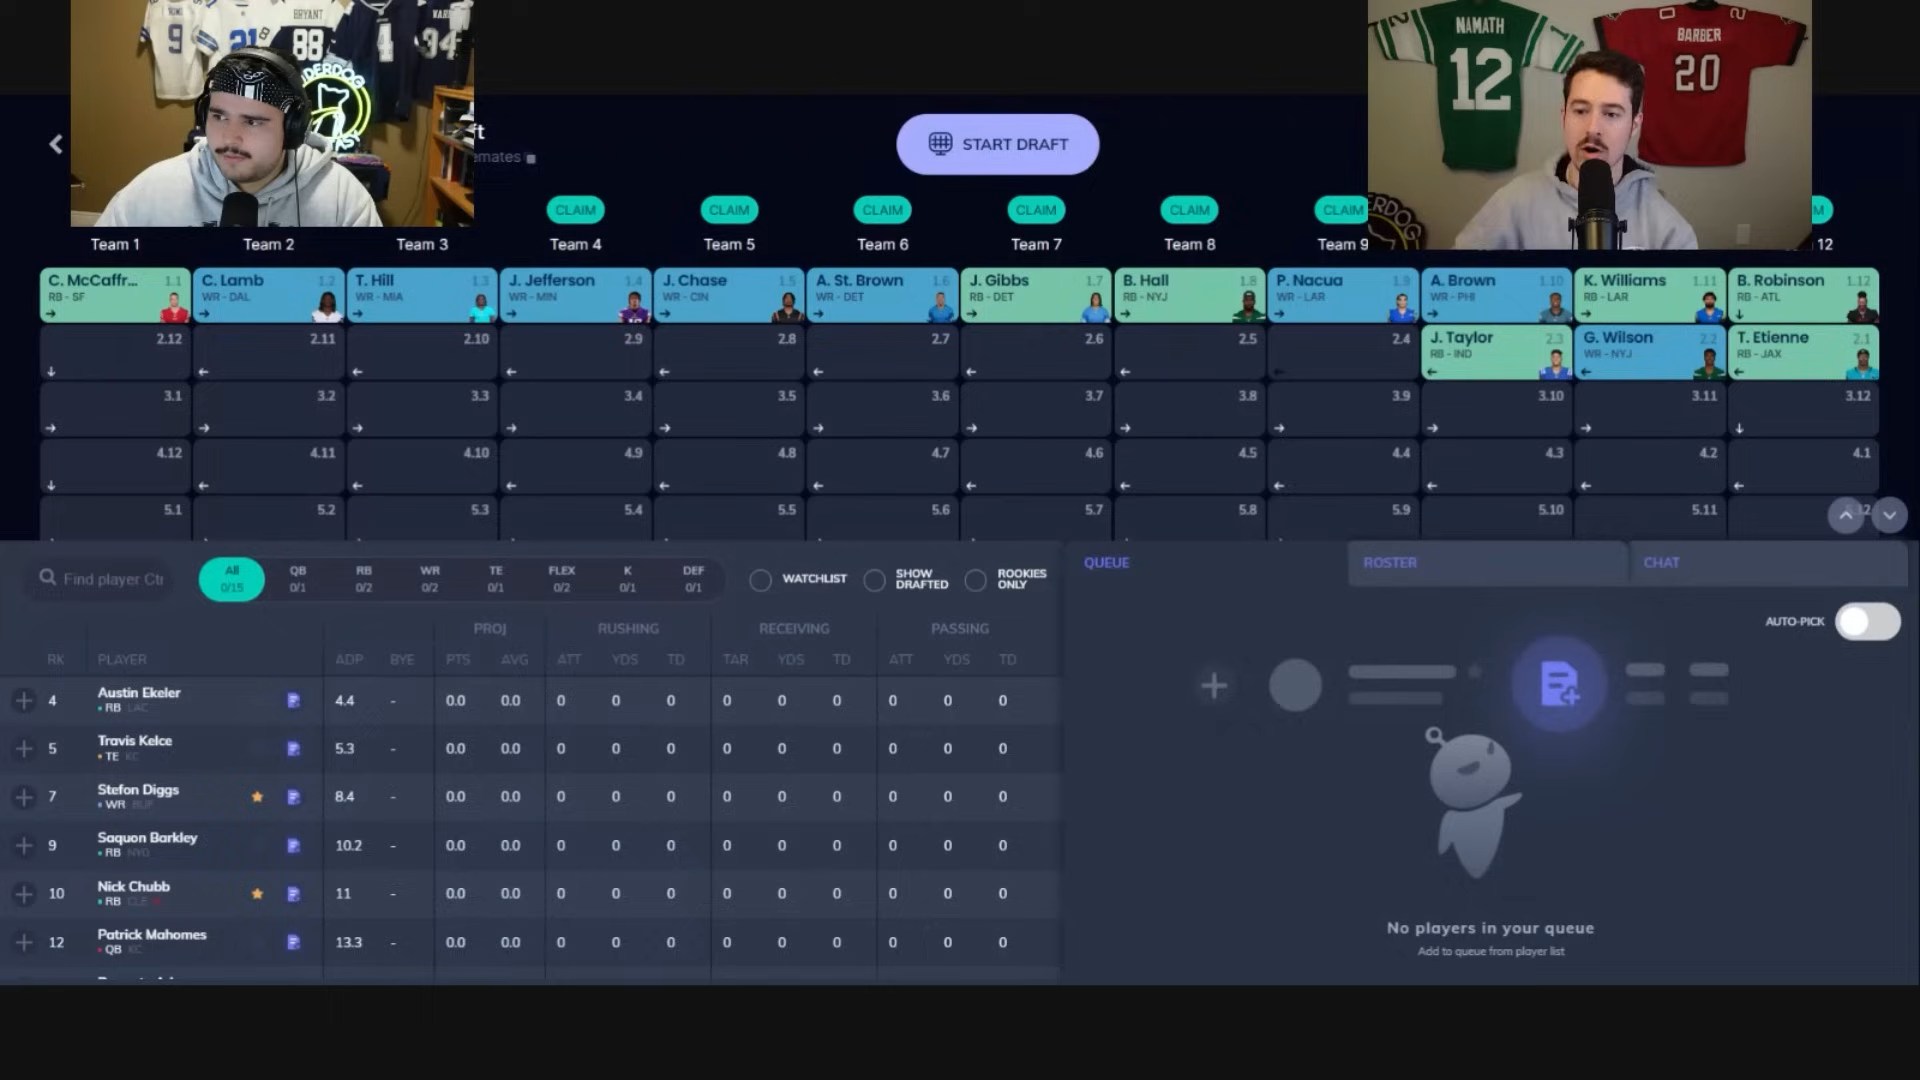 9
21
BRYANT
88
4
WARE
94
NAMATH
12
BARBER
20
ft
emates
START DRAFT
CLAIM
CLAIM
CLAIM
CLAIM
CLAIM
CLAIM
M
Team 1
Team 2
Team 3
Team 4
Team 5
Team 6
Team 7
Team 8
Team 9
12
C. McCaffr... 1.1
RB - SF
C. Lamb 1.2
WR - DAL
T. Hill 1.3
WR - MIA
J. Jefferson 1.4
WR - MIN
J. Chase 1.5
WR - CIN
A. St. Brown 1.6
WR - DET
J. Gibbs 1.7
RB - DET
B. Hall 1.8
RB - NYJ
P. Nacua 1.9
WR - LAR
A. Brown 1.10
WR - PHI
K. Williams 1.11
RB - LAR
B. Robinson 1.12
RB - ATL
2.12
2.11
2.10
2.9
2.8
2.7
2.6
2.5
2.4
J. Taylor 2.3
RB - IND
G. Wilson 2.2
WR - NYJ
T. Etienne 2.1
RB - JAX
3.1
3.2
3.3
3.4
3.5
3.6
3.7
3.8
3.9
3.10
3.11
3.12
4.12
4.11
4.10
4.9
4.8
4.7
4.6
4.5
4.4
4.3
4.2
4.1
5.1
5.2
5.3
5.4
5.5
5.6
5.7
5.8
5.9
5.10
5.11
Find player Ctr
All
0/15
QB
0/1
RB
0/2
WR
0/2
TE
0/1
FLEX
0/2
K
0/1
DEF
0/1
WATCHLIST
SHOW
DRAFTED
ROOKIES
ONLY
QUEUE
ROSTER
CHAT
AUTO-PICK
PROJ RUSHING RECEIVING PASSING
RK PLAYER ADP BYE PTS AVG ATT YDS TD TAR YDS TD ATT YDS TD
4 Austin Ekeler 4.4 - 0.0 0.0 0 0 0 0 0 0 0 0 0
RB LAC
5 Travis Kelce 5.3 - 0.0 0.0 0 0 0 0 0 0 0 0 0
TE KC
7 Stefon Diggs 8.4 - 0.0 0.0 0 0 0 0 0 0 0 0 0
WR BUF
9 Saquon Barkley 10.2 - 0.0 0.0 0 0 0 0 0 0 0 0 0
RB NYG
10 Nick Chubb 11 - 0.0 0.0 0 0 0 0 0 0 0 0 0
RB CLE
12 Patrick Mahomes 13.3 - 0.0 0.0 0 0 0 0 0 0 0 0 0
QB KC
No players in your queue
Add to queue from player list